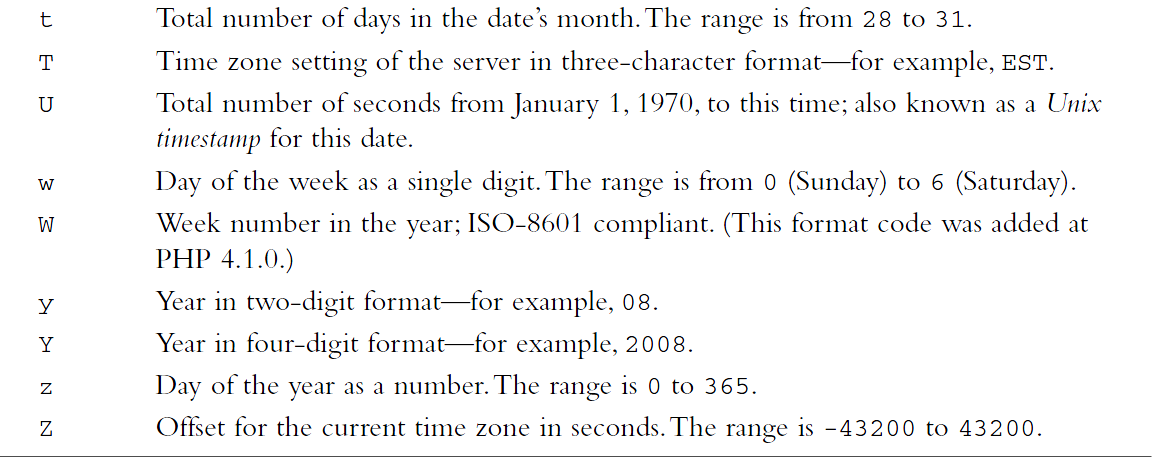 t Total number of days in the date’s month. The range is from 28 to 31.
T Time zone setting of the server in three-character format—for example, EST.
U Total number of seconds from January 1, 1970, to this time; also known as a Unix
timestamp for this date.
w Day of the week as a single digit. The range is from 0 (Sunday) to 6 (Saturday).
W Week number in the year; ISO-8601 compliant. (This format code was added at
PHP 4.1.0.)
y Year in two-digit format—for example, 08.
Y Year in four-digit format—for example, 2008.
z Day of the year as a number. The range is 0 to 365.
Z Offset for the current time zone in seconds. The range is -43200 to 43200.